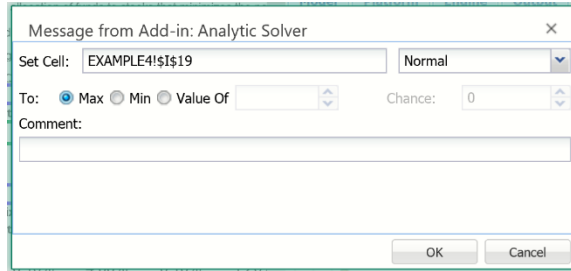 Message from Add-in: Analytic Solver
Set Cell: EXAMPLE4!$I$19 Normal
To: Max Min Value Of Chance: 0
Comment:
OK Cancel